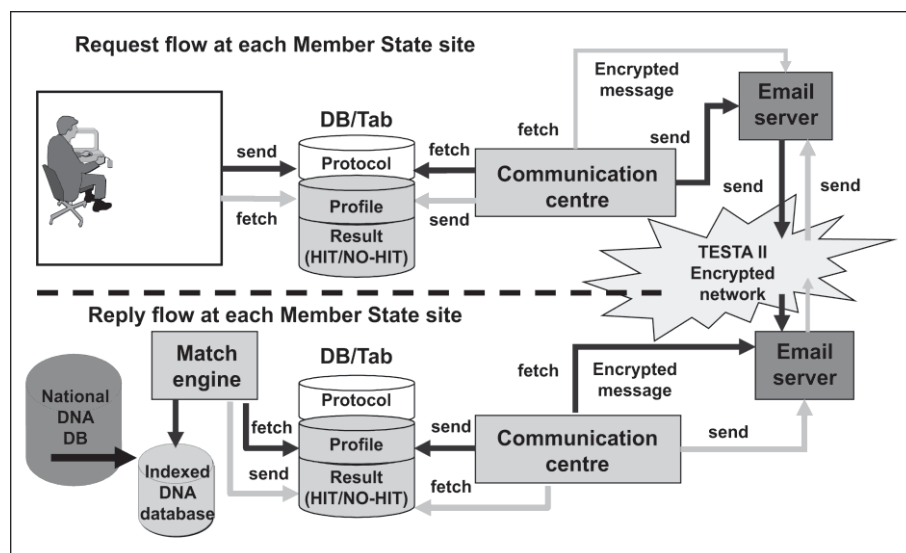 Request flow at each Member State site
Encrypted
message
Email
server
DB/Tab
fetch
send
Protocol
fetch
send
Communication
centre
fetch
Profile
send
Result
(HIT/NO-HIT)
send
send
TESTA II
Encrypted
network
Reply flow at each Member State site
Match
engine
DB/Tab
fetch
Encrypted
message
Email
server
National
DNA
DB
Protocol
fetch
Profile
send
Communication
centre
send
Indexed
DNA
database
send
Result
(HIT/NO-HIT)
fetch